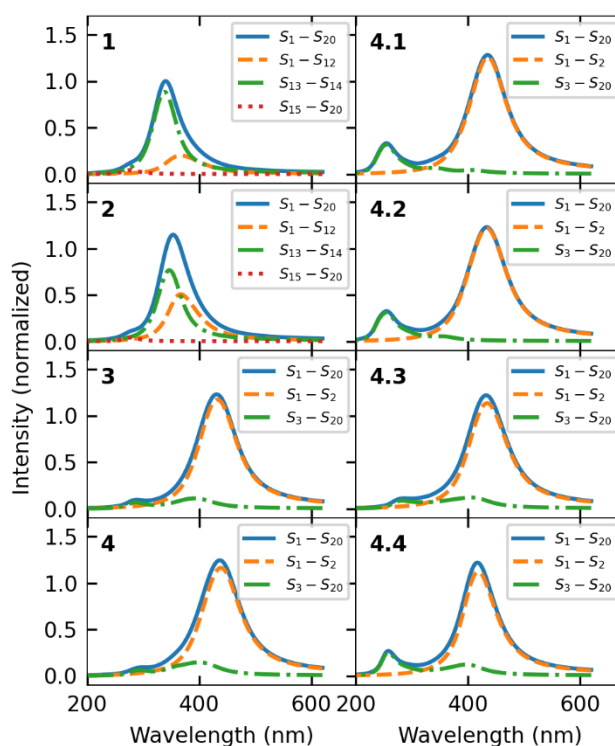 1.5
1.0
0.5
0.0
1
S₁ − S₂₀
S₁ − S₁₂
S₁₃ − S₁₄
S₁₅ − S₂₀
4.1
S₁ − S₂₀
S₁ − S₂
S₃ − S₂₀
1.5
1.0
0.5
0.0
2
S₁ − S₂₀
S₁ − S₁₂
S₁₃ − S₁₄
S₁₅ − S₂₀
4.2
S₁ − S₂₀
S₁ − S₂
S₃ − S₂₀
Intensity (normalized)
1.5
1.0
0.5
0.0
3
S₁ − S₂₀
S₁ − S₂
S₃ − S₂₀
4.3
S₁ − S₂₀
S₁ − S₂
S₃ − S₂₀
1.5
1.0
0.5
0.0
4
S₁ − S₂₀
S₁ − S₂
S₃ − S₂₀
4.4
S₁ − S₂₀
S₁ − S₂
S₃ − S₂₀
200 400 200 400 600
Wavelength (nm) Wavelength (nm)